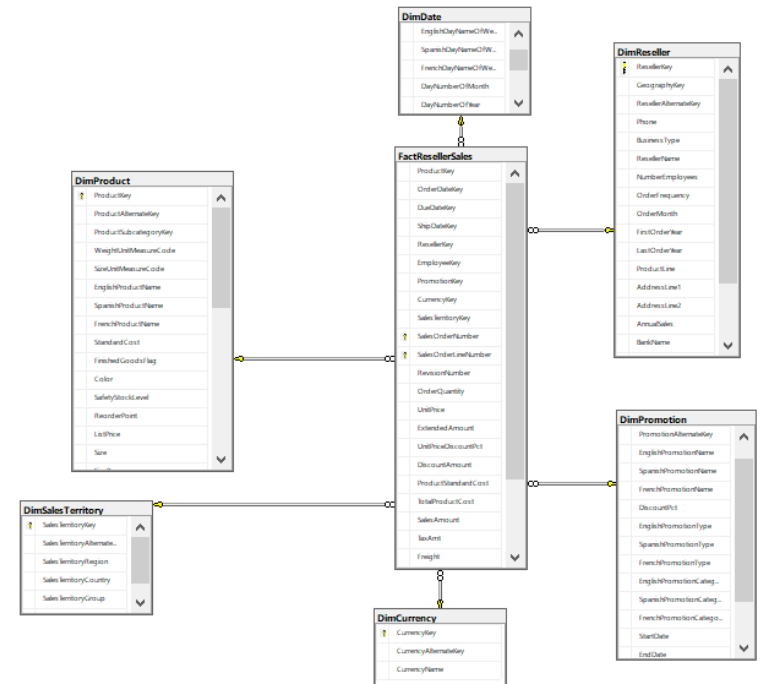 DimDate
EnglishDayNameOfWe...
SpanishDayNameOfW...
FrenchDayNameOfWe...
DayNumberOfMonth
DayNumberOfYear
DimReseller
ResellerKey
GeographyKey
ResellerAlternateKey
Phone
BusinessType
ResellerName
NumberEmployees
OrderFrequency
OrderMonth
FirstOrderYear
LastOrderYear
ProductLine
AddressLine1
AddressLine2
AnnualSales
BankName
FactResellerSales
ProductKey
OrderDateKey
DueDateKey
ShipDateKey
ResellerKey
EmployeeKey
PromotionKey
CurrencyKey
SalesTerritoryKey
SalesOrderNumber
SalesOrderLineNumber
RevisionNumber
OrderQuantity
UnitPrice
ExtendedAmount
UnitPriceDiscountPct
DiscountAmount
ProductStandardCost
TotalProductCost
SalesAmount
TaxAmt
Freight
DimProduct
ProductKey
ProductAlternateKey
ProductSubcategoryKey
WeightUnitMeasureCode
SizeUnitMeasureCode
EnglishProductName
SpanishProductName
FrenchProductName
StandardCost
FinishedGoodsFlag
Color
SafetyStockLevel
ReorderPoint
ListPrice
Size
DimPromotion
PromotionAlternateKey
EnglishPromotionName
SpanishPromotionName
FrenchPromotionName
DiscountPct
EnglishPromotionType
SpanishPromotionType
FrenchPromotionType
EnglishPromotionCateg...
SpanishPromotionCateg...
FrenchPromotionCatego...
StartDate
EndDate
DimSalesTerritory
SalesTerritoryKey
SalesTerritoryAlternate...
SalesTerritoryRegion
SalesTerritoryCountry
SalesTerritoryGroup
DimCurrency
CurrencyKey
CurrencyAlternateKey
CurrencyName